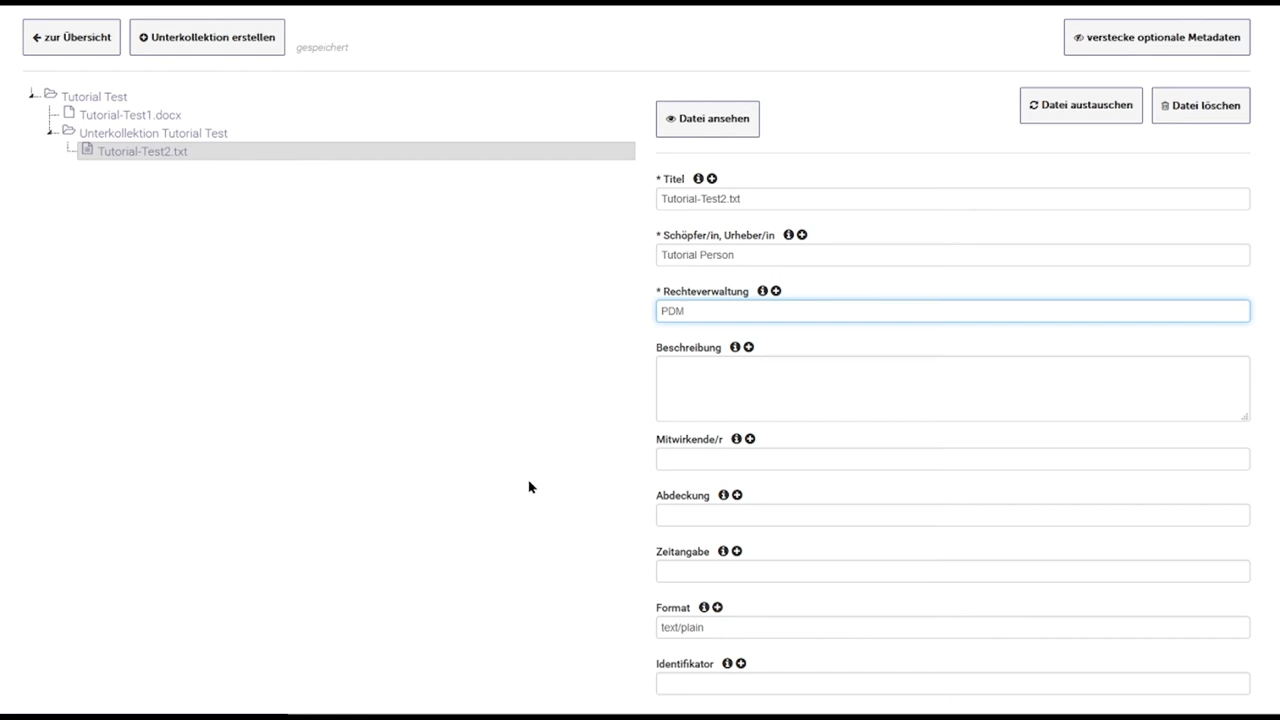 zur Übersicht
Unterkollektion erstellen
gespeichert
verstecke optionale Metadaten
Tutorial Test
Tutorial-Test1.docx
Unterkollektion Tutorial Test
Tutorial-Test2.txt
Datei ansehen
Datei austauschen
Datei löschen
* Titel
Tutorial-Test2.txt
* Schöpfer/in, Urheber/in
Tutorial Person
* Rechteverwaltung
PDM
Beschreibung
Mitwirkende/r
Abdeckung
Zeitangabe
Format
text/plain
Identifikator